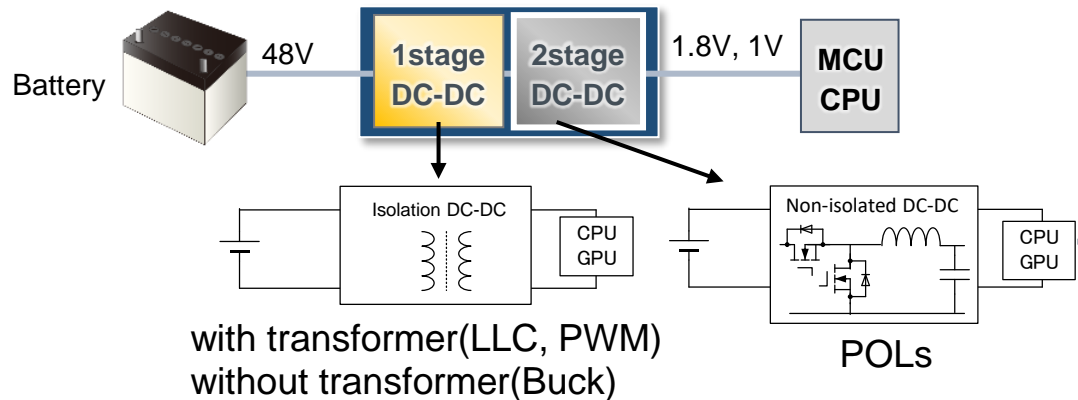 Battery
48V
1stage
DC-DC
2stage
DC-DC
1.8V, 1V
MCU
CPU
Isolation DC-DC
CPU
GPU
Non-isolated DC-DC
CPU
GPU
with transformer(LLC, PWM)
without transformer(Buck)
POLs